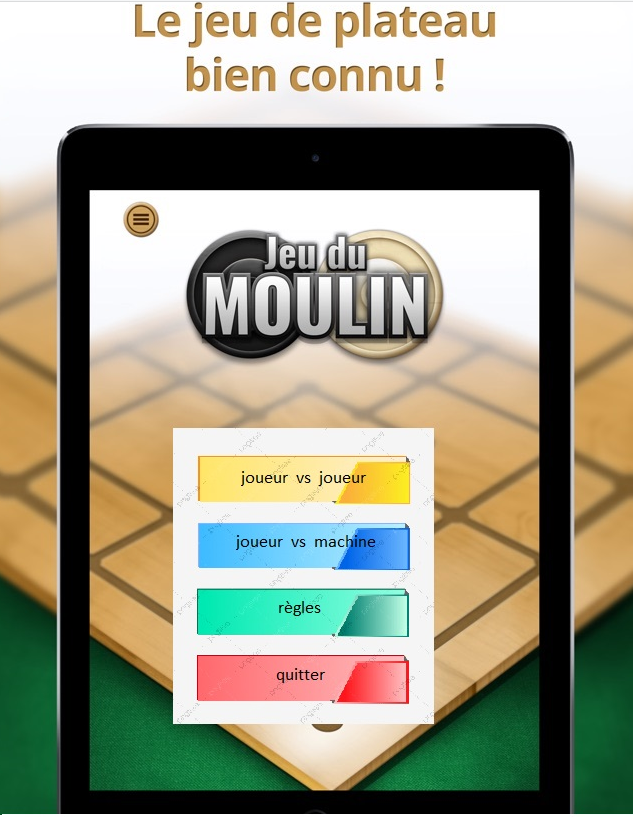 Le jeu de plateau
bien connu !
Jeu du
MOULIN
joueur vs joueur
joueur vs machine
règles
quitter